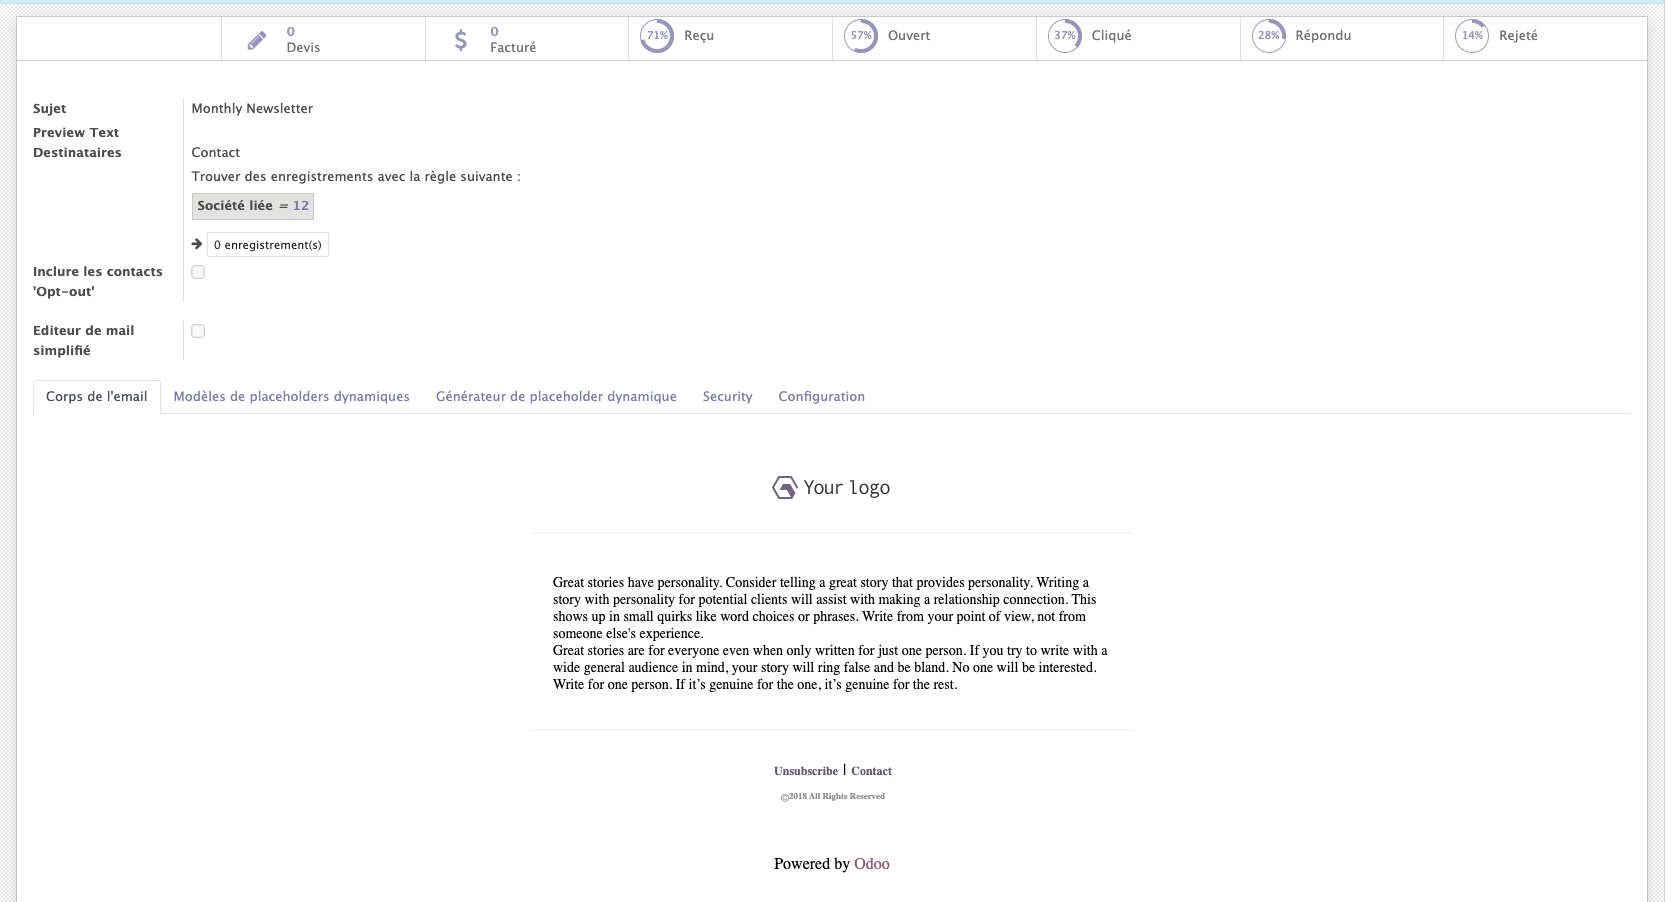 0
Devis
0
Facturé
71% Reçu
57% Ouvert
37% Cliqué
28% Répondu
14% Rejeté
Sujet Monthly Newsletter
Preview Text
Destinataires Contact
Trouver des enregistrements avec la règle suivante :
Société liée = 12
0 enregistrement(s)
Inclure les contacts
'Opt-out'
Editeur de mail
simplifié
Corps de l'email Modèles de placeholders dynamiques Générateur de placeholder dynamique Security Configuration
Your logo
Great stories have personality. Consider telling a great story that provides personality. Writing a
story with personality for potential clients will assist with making a relationship connection. This
shows up in small quirks like word choices or phrases. Write from your point of view, not from
someone else's experience.
Great stories are for everyone even when only written for just one person. If you try to write with a
wide general audience in mind, your story will ring false and be bland. No one will be interested.
Write for one person. If it’s genuine for the one, it’s genuine for the rest.
Unsubscribe | Contact
©2018 All Rights Reserved
Powered by Odoo